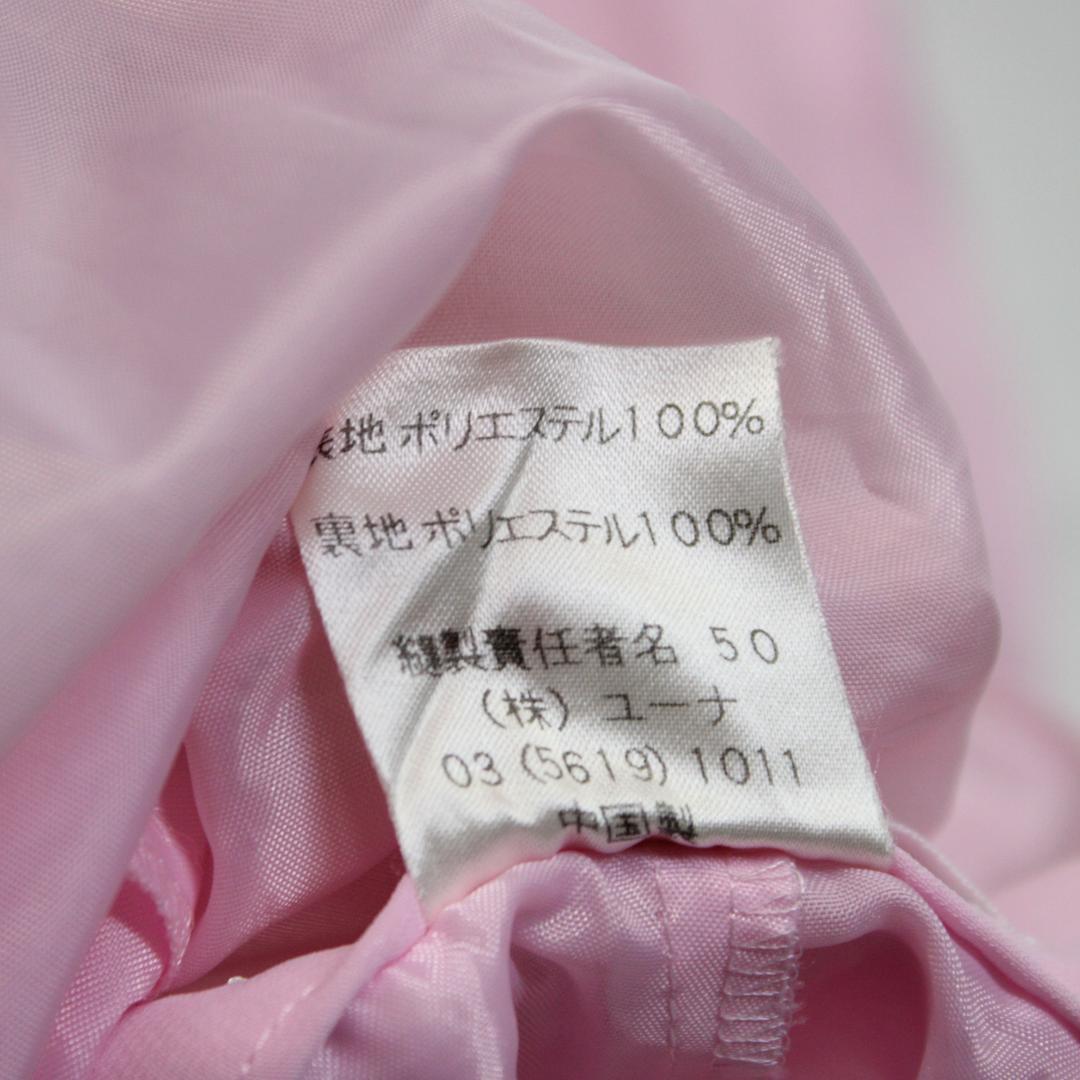 表地 ポリエステル100%
裏地 ポリエステル100%
縫製責任者名 50
(株) ユーナ
03 (5619) 1011
中国製